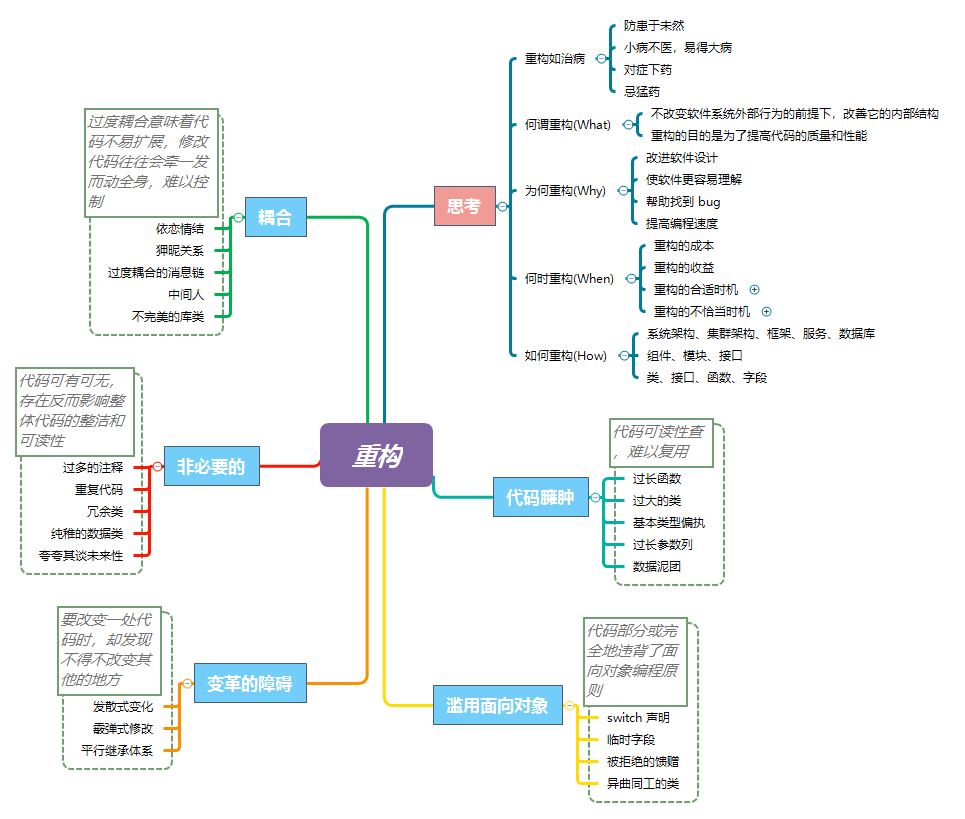 重构
思考
重构如治病
防患于未然
小病不医，易得大病
对症下药
忌猛药
何谓重构(What)
不改变软件系统外部行为的前提下，改善它的内部结构
重构的目的是为了提高代码的质量和性能
为何重构(Why)
改进软件设计
使软件更容易理解
帮助找到 bug
提高编程速度
何时重构(When)
重构的成本
重构的收益
重构的合适时机
重构的不恰当时机
如何重构(How)
系统架构、集群架构、框架、服务、数据库
组件、模块、接口
类、接口、函数、字段
代码臃肿
代码可读性查
，难以复用
过长函数
过大的类
基本类型偏执
过长参数列
数据泥团
滥用面向对象
代码部分或完
全地违背了面
向对象编程原
则
switch 声明
临时字段
被拒绝的馈赠
异曲同工的类
变革的障碍
要改变一处代
码时，却发现
不得不改变其
他的地方
发散式变化
霰弹式修改
平行继承体系
非必要的
代码可有可无，
存在反而影响整
体代码的整洁和
可读性
过多的注释
重复代码
冗余类
纯稚的数据类
夸夸其谈未来性
耦合
过度耦合意味着代
码不易扩展，修改
代码往往会牵一发
而动全身，难以控
制
依恋情结
狎昵关系
过度耦合的消息链
中间人
不完美的库类